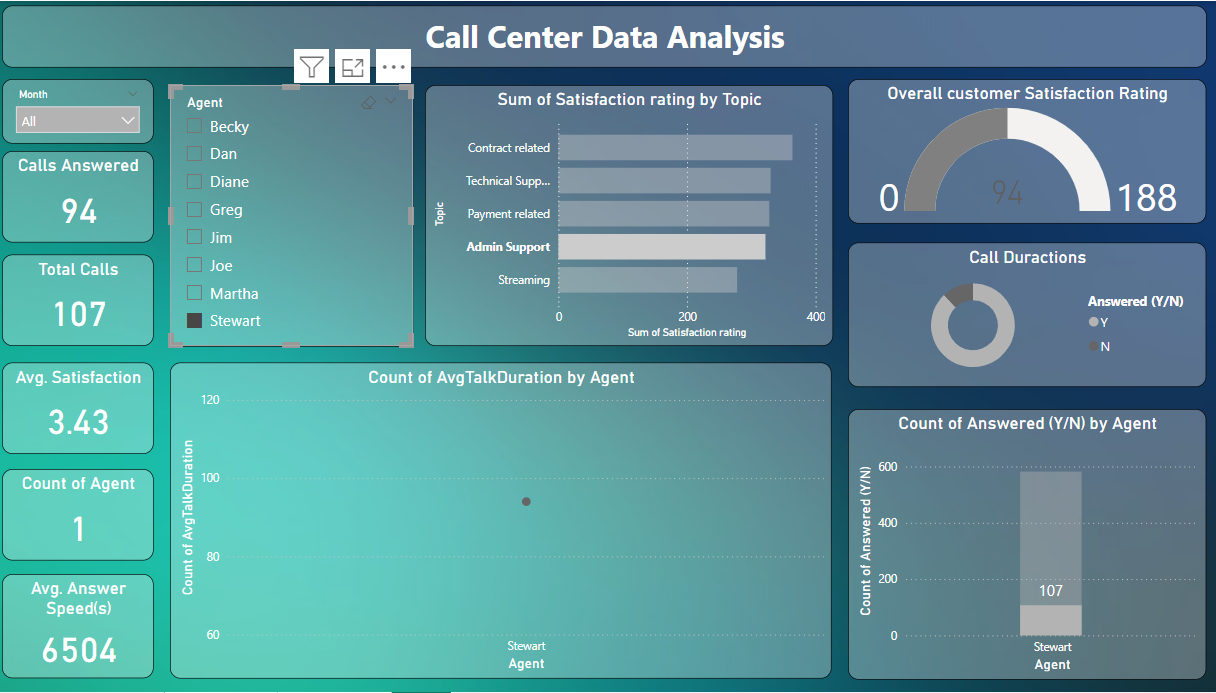 Call Center Data Analysis
Month
All
Calls Answered
94
Total Calls
107
Avg. Satisfaction
3.43
Count of Agent
1
Avg. Answer
Speed(s)
6504
Agent
Becky
Dan
Diane
Greg
Jim
Joe
Martha
Stewart
Sum of Satisfaction rating by Topic
Topic
Contract related
Technical Supp...
Payment related
Admin Support
Streaming
0
200
400
Sum of Satisfaction rating
Overall customer Satisfaction Rating
0
94
188
Call Duractions
Answered (Y/N)
Y
N
Count of AvgTalkDuration by Agent
Count of AvgTalkDuration
120
100
80
60
Stewart
Agent
Count of Answered (Y/N) by Agent
Count of Answered (Y/N)
600
400
200
0
107
Stewart
Agent